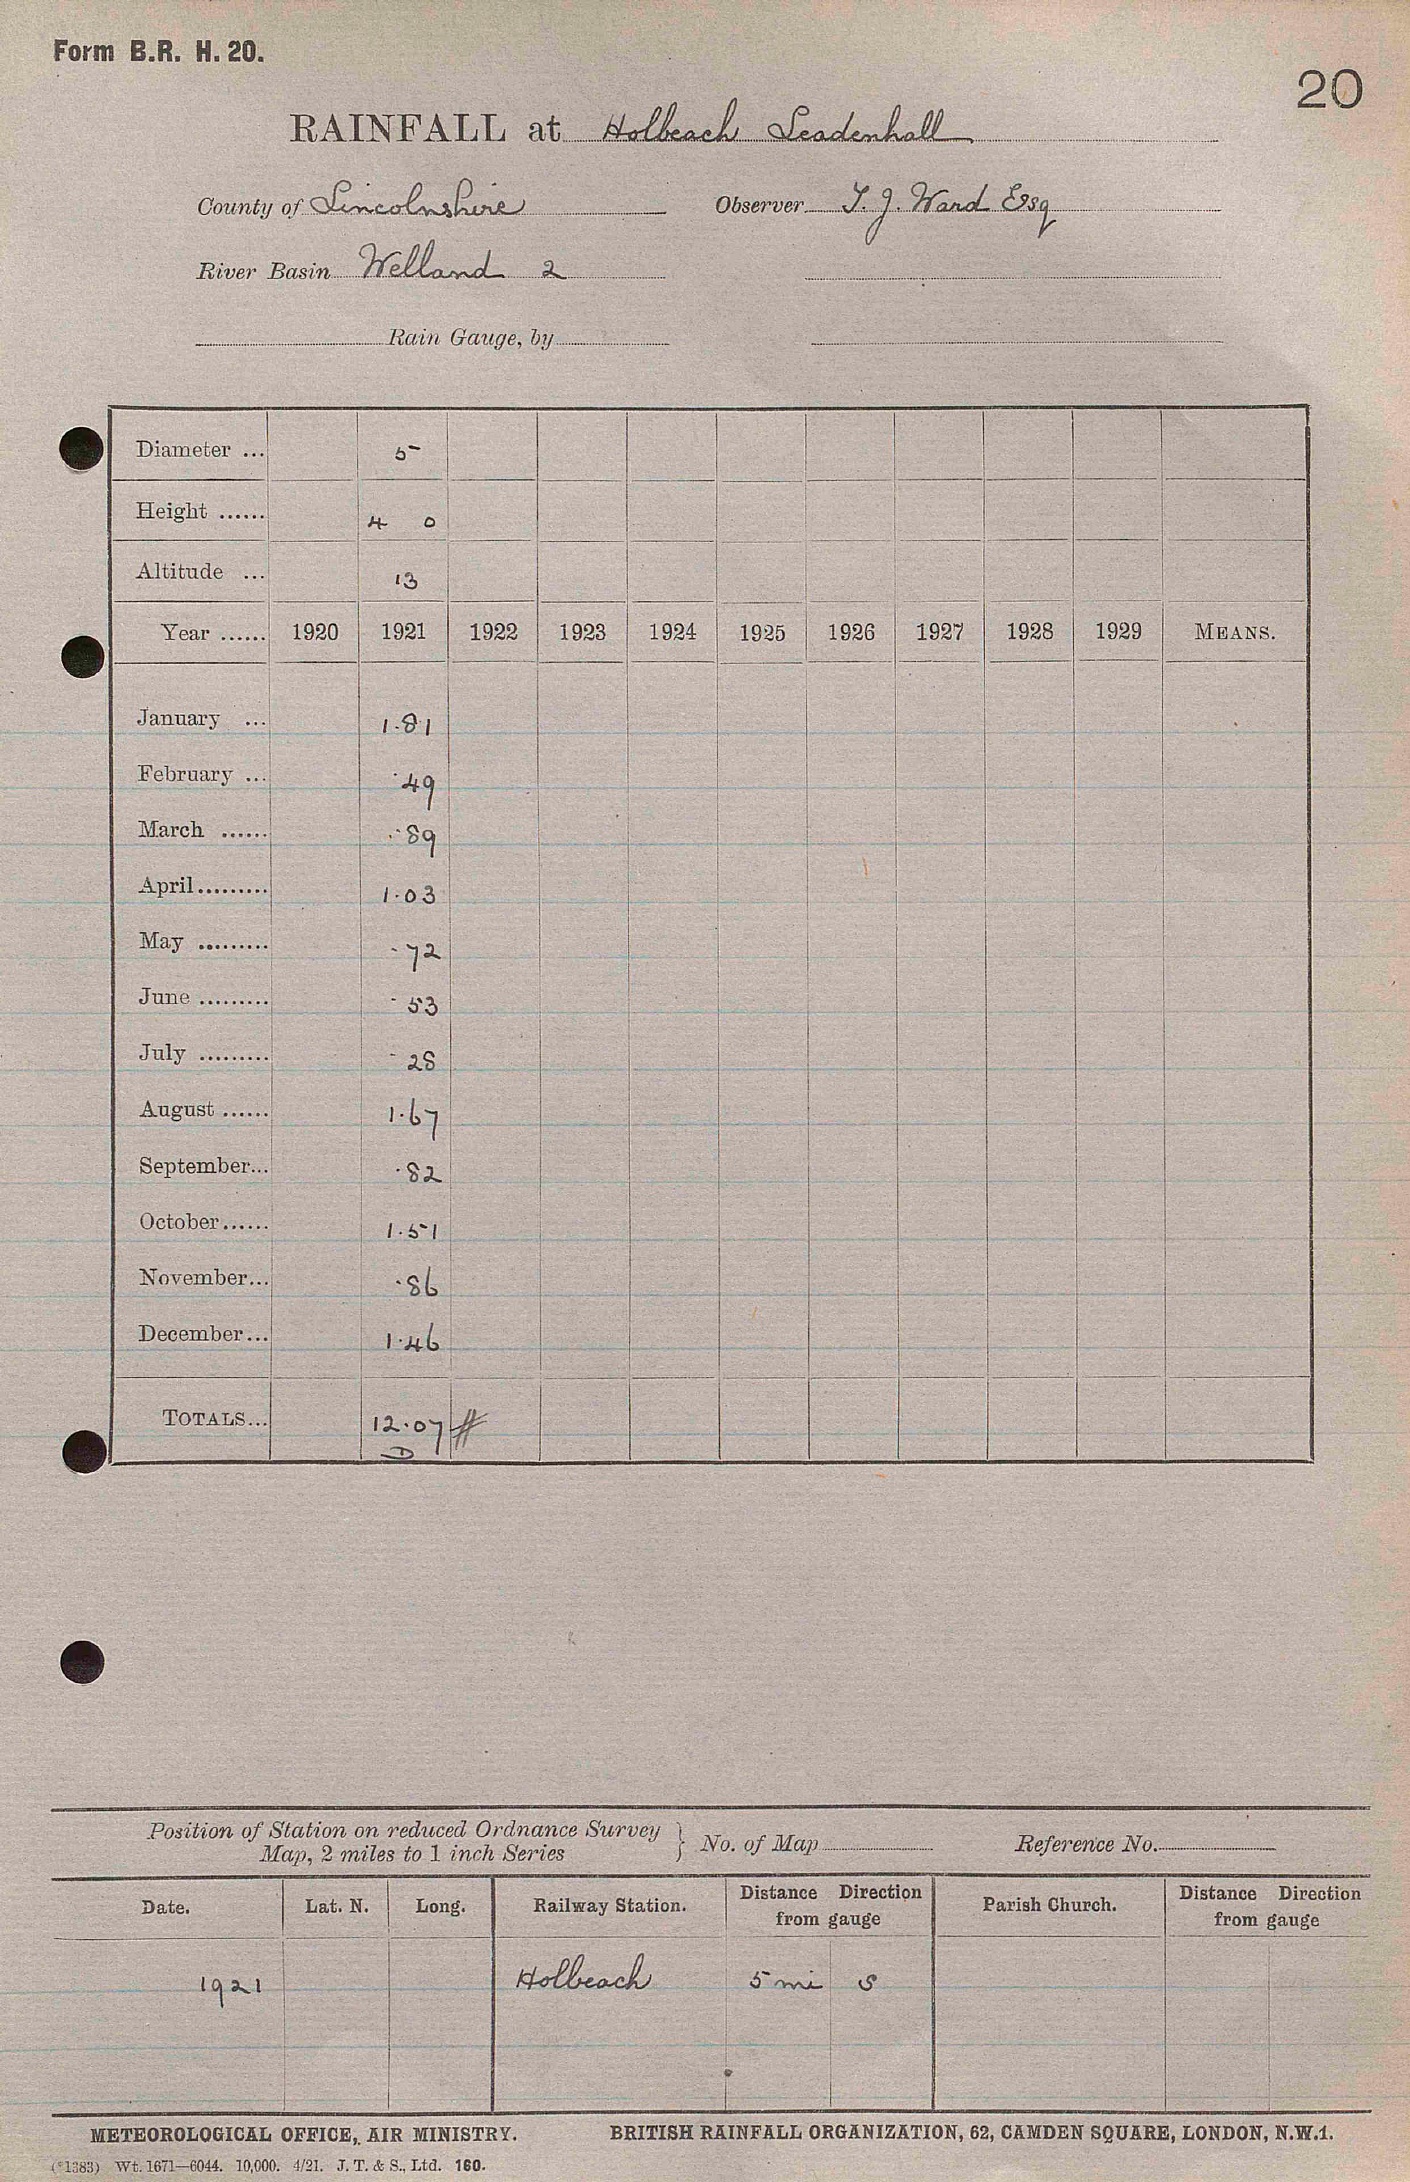 Form B.R. H. 20.
20
RAINFALL at Holbeach Leadenhall
County of Lincolnshire Observer T. J. Ward Esq
River Basin Welland 2
Rain Gauge, by
Diameter ... 5
Height ...... 4 0
Altitude ... 13
Year ...... 1920 1921 1922 1923 1924 1925 1926 1927 1928 1929 MEANS.
January ... 1.81
February ... .49
March ...... .89
April......... 1.03
May ......... .72
June ......... .53
July ......... .28
August ...... 1.67
September... .82
October...... 1.51
November... .86
December... 1.46
TOTALS... 12.07 #
D
Position of Station on reduced Ordnance Survey
Map, 2 miles to 1 inch Series } No. of Map Reference No.
Date. Lat. N. Long. Railway Station. Distance Direction from gauge Parish Church. Distance Direction from gauge
1921 Holbeach 5 mi S
METEOROLOGICAL OFFICE, AIR MINISTRY. BRITISH RAINFALL ORGANIZATION, 62, CAMDEN SQUARE, LONDON, N.W.1.
(*1383) Wt. 1671—6044. 10,000. 4/21. J. T. & S., Ltd. 160.